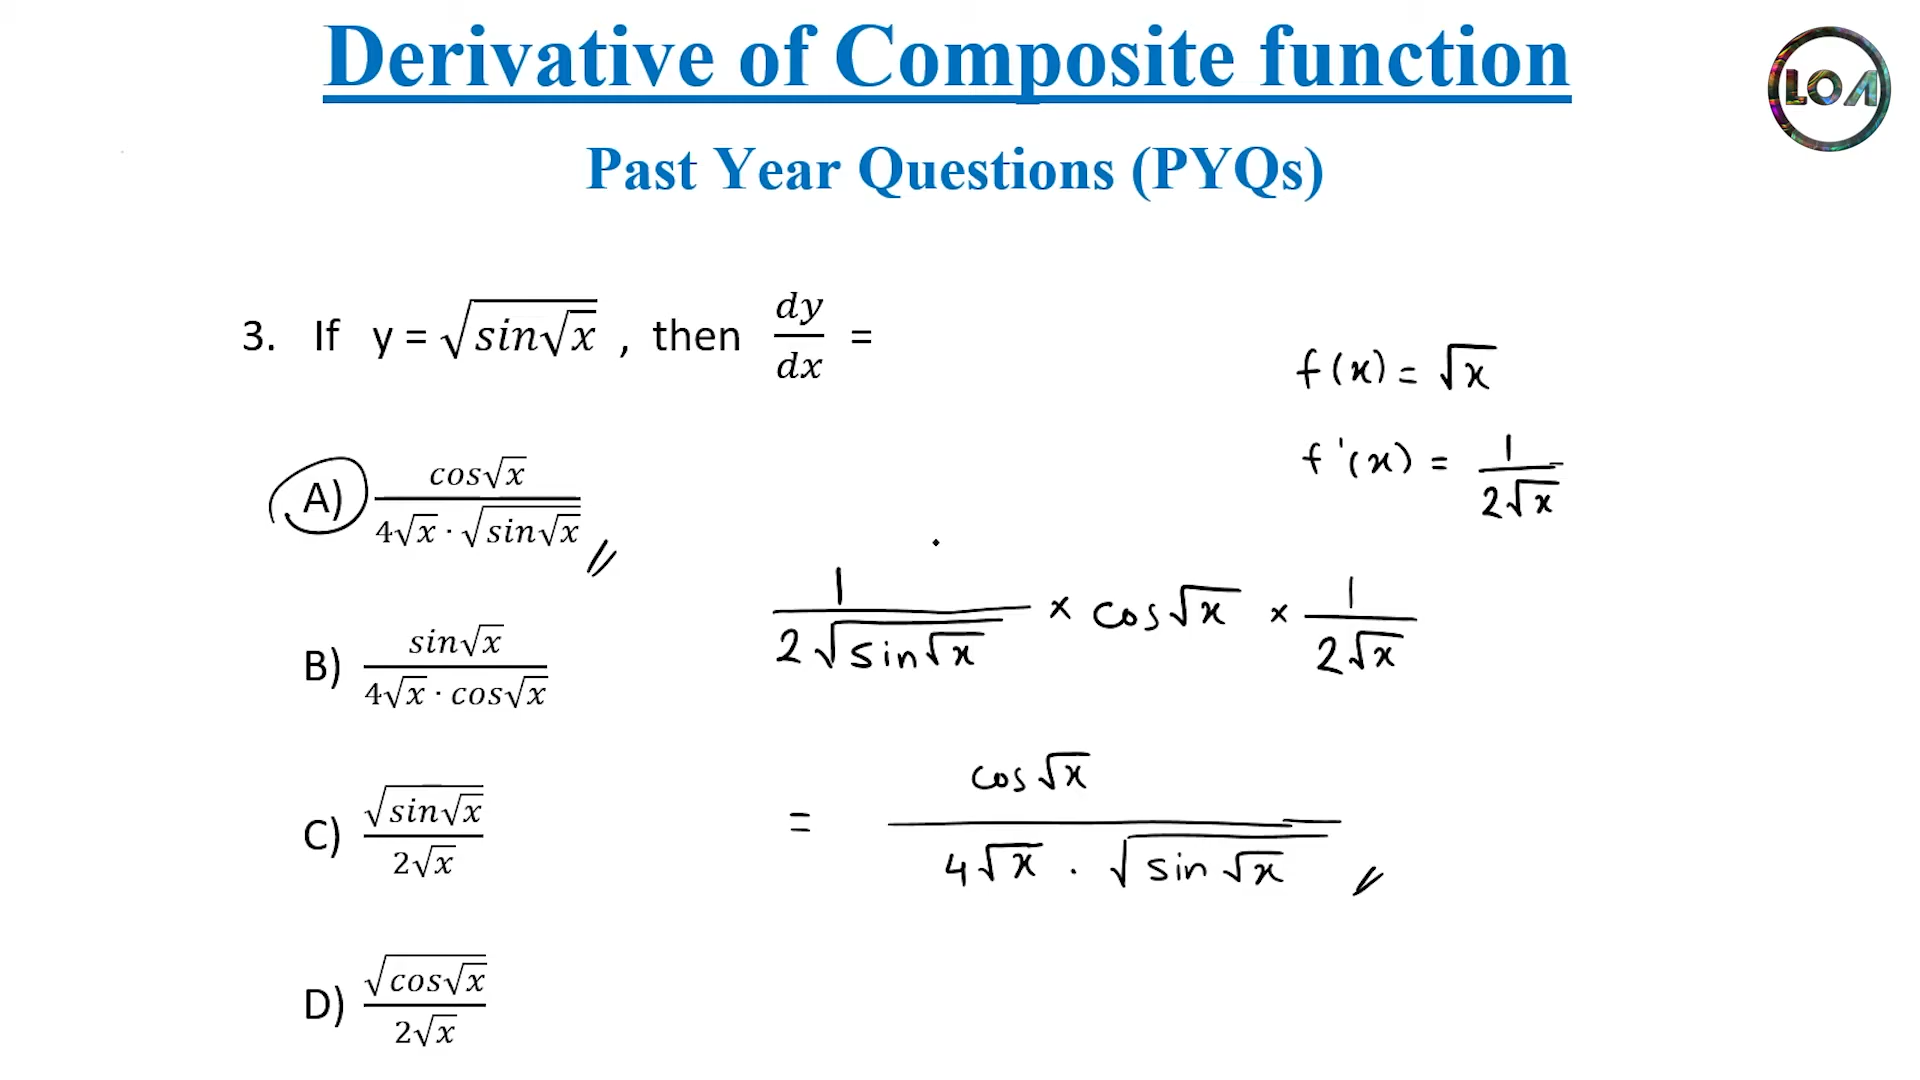 Derivative of Composite function
LOA
Past Year Questions (PYQs)
3. If y = √(sin√x) , then dy/dx =
f(x) = √x
f'(x) = 1/(2√x)
A) cos√x/(4√x · √(sin√x))
1/(2√(sin√x)) × cos√x × 1/(2√x)
B) sin√x/(4√x · cos√x)
= cos√x/(4√x . √(sin√x))
C) √(sin√x)/(2√x)
D) √(cos√x)/(2√x)